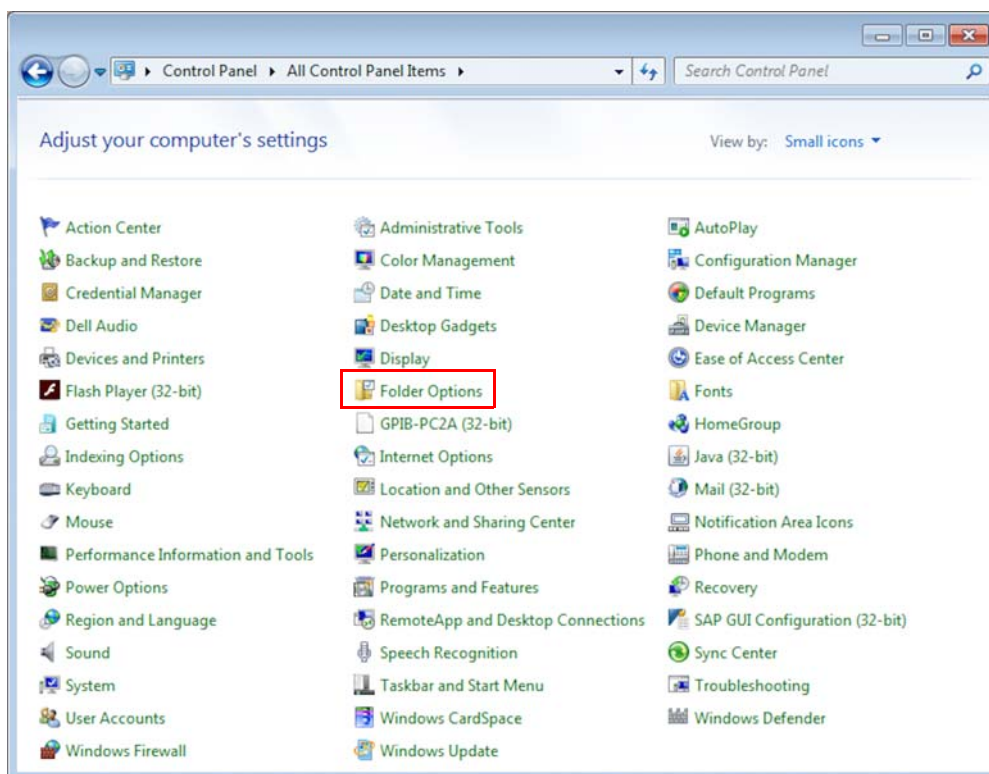 Control Panel All Control Panel Items Search Control Panel
Adjust your computer's settings View by: Small icons
Action Center Administrative Tools AutoPlay
Backup and Restore Color Management Configuration Manager
Credential Manager Date and Time Default Programs
Dell Audio Desktop Gadgets Device Manager
Devices and Printers Display Ease of Access Center
Flash Player (32-bit) Folder Options Fonts
Getting Started GPIB-PC2A (32-bit) HomeGroup
Indexing Options Internet Options Java (32-bit)
Keyboard Location and Other Sensors Mail (32-bit)
Mouse Network and Sharing Center Notification Area Icons
Performance Information and Tools Personalization Phone and Modem
Power Options Programs and Features Recovery
Region and Language RemoteApp and Desktop Connections SAP GUI Configuration (32-bit)
Sound Speech Recognition Sync Center
System Taskbar and Start Menu Troubleshooting
User Accounts Windows CardSpace Windows Defender
Windows Firewall Windows Update